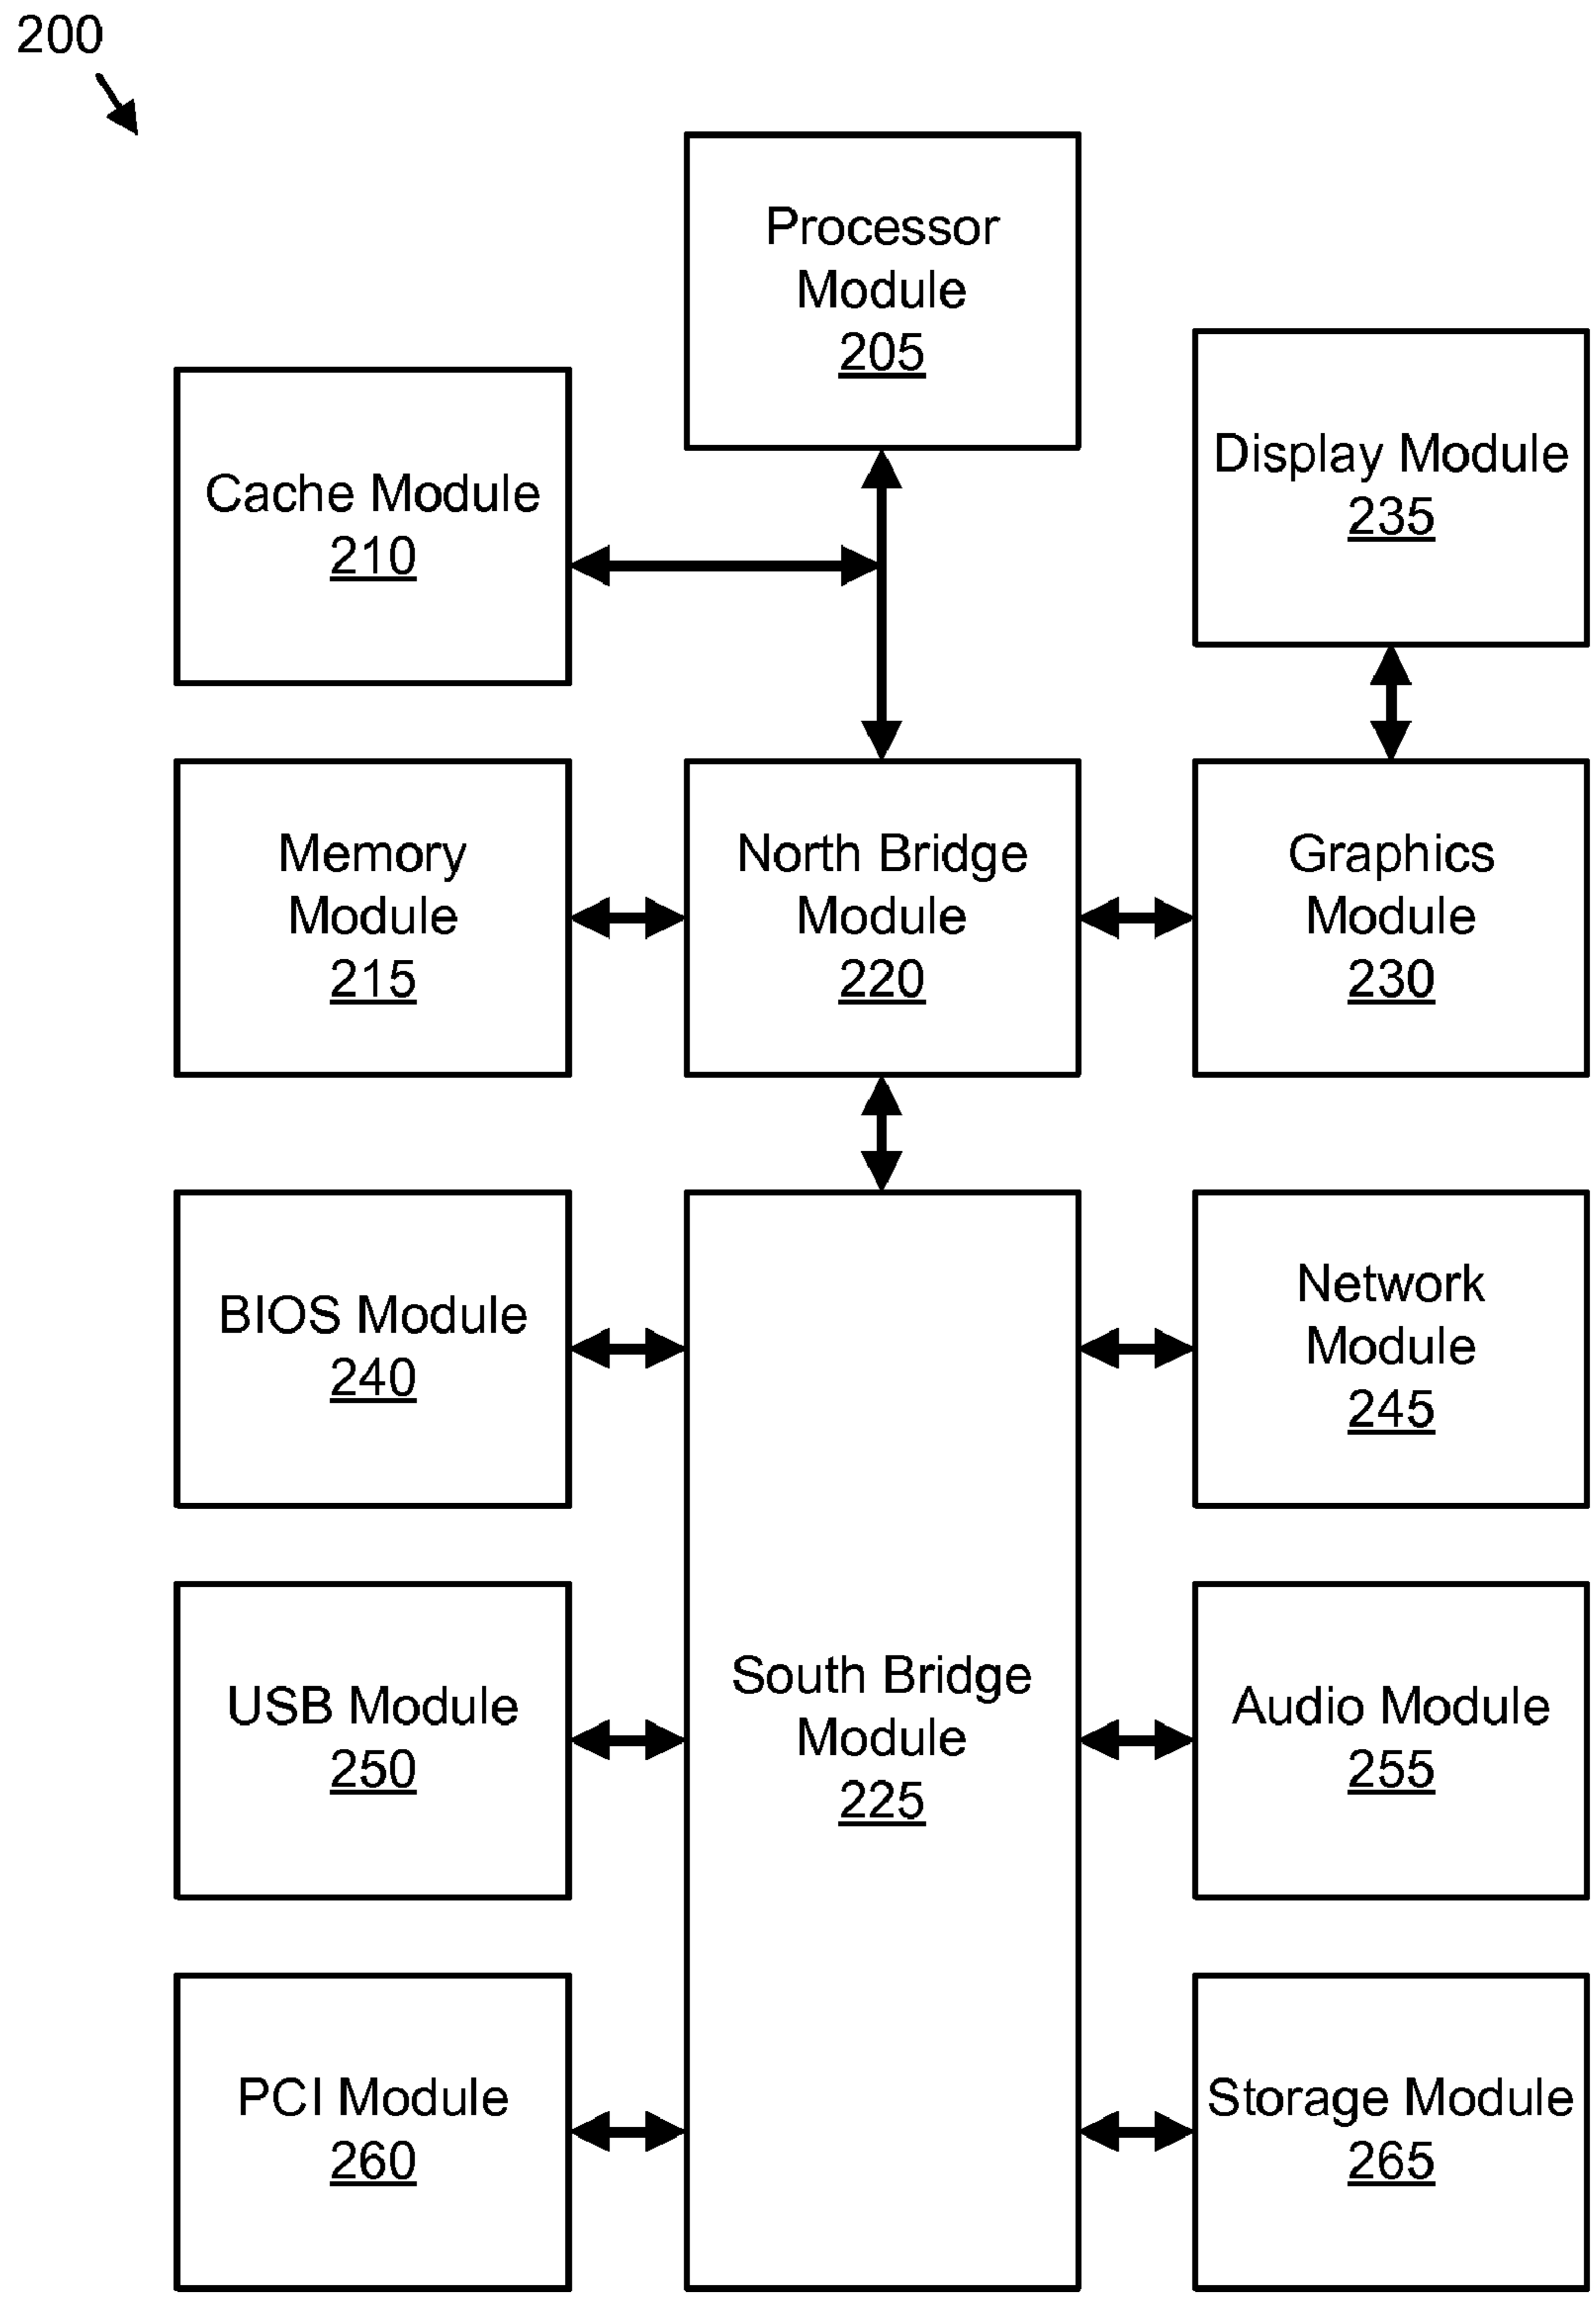 200
Processor
Module
205
Cache Module
210
Display Module
235
Memory
Module
215
North Bridge
Module
220
Graphics
Module
230
BIOS Module
240
Network
Module
245
USB Module
250
South Bridge
Module
225
Audio Module
255
PCI Module
260
Storage Module
265